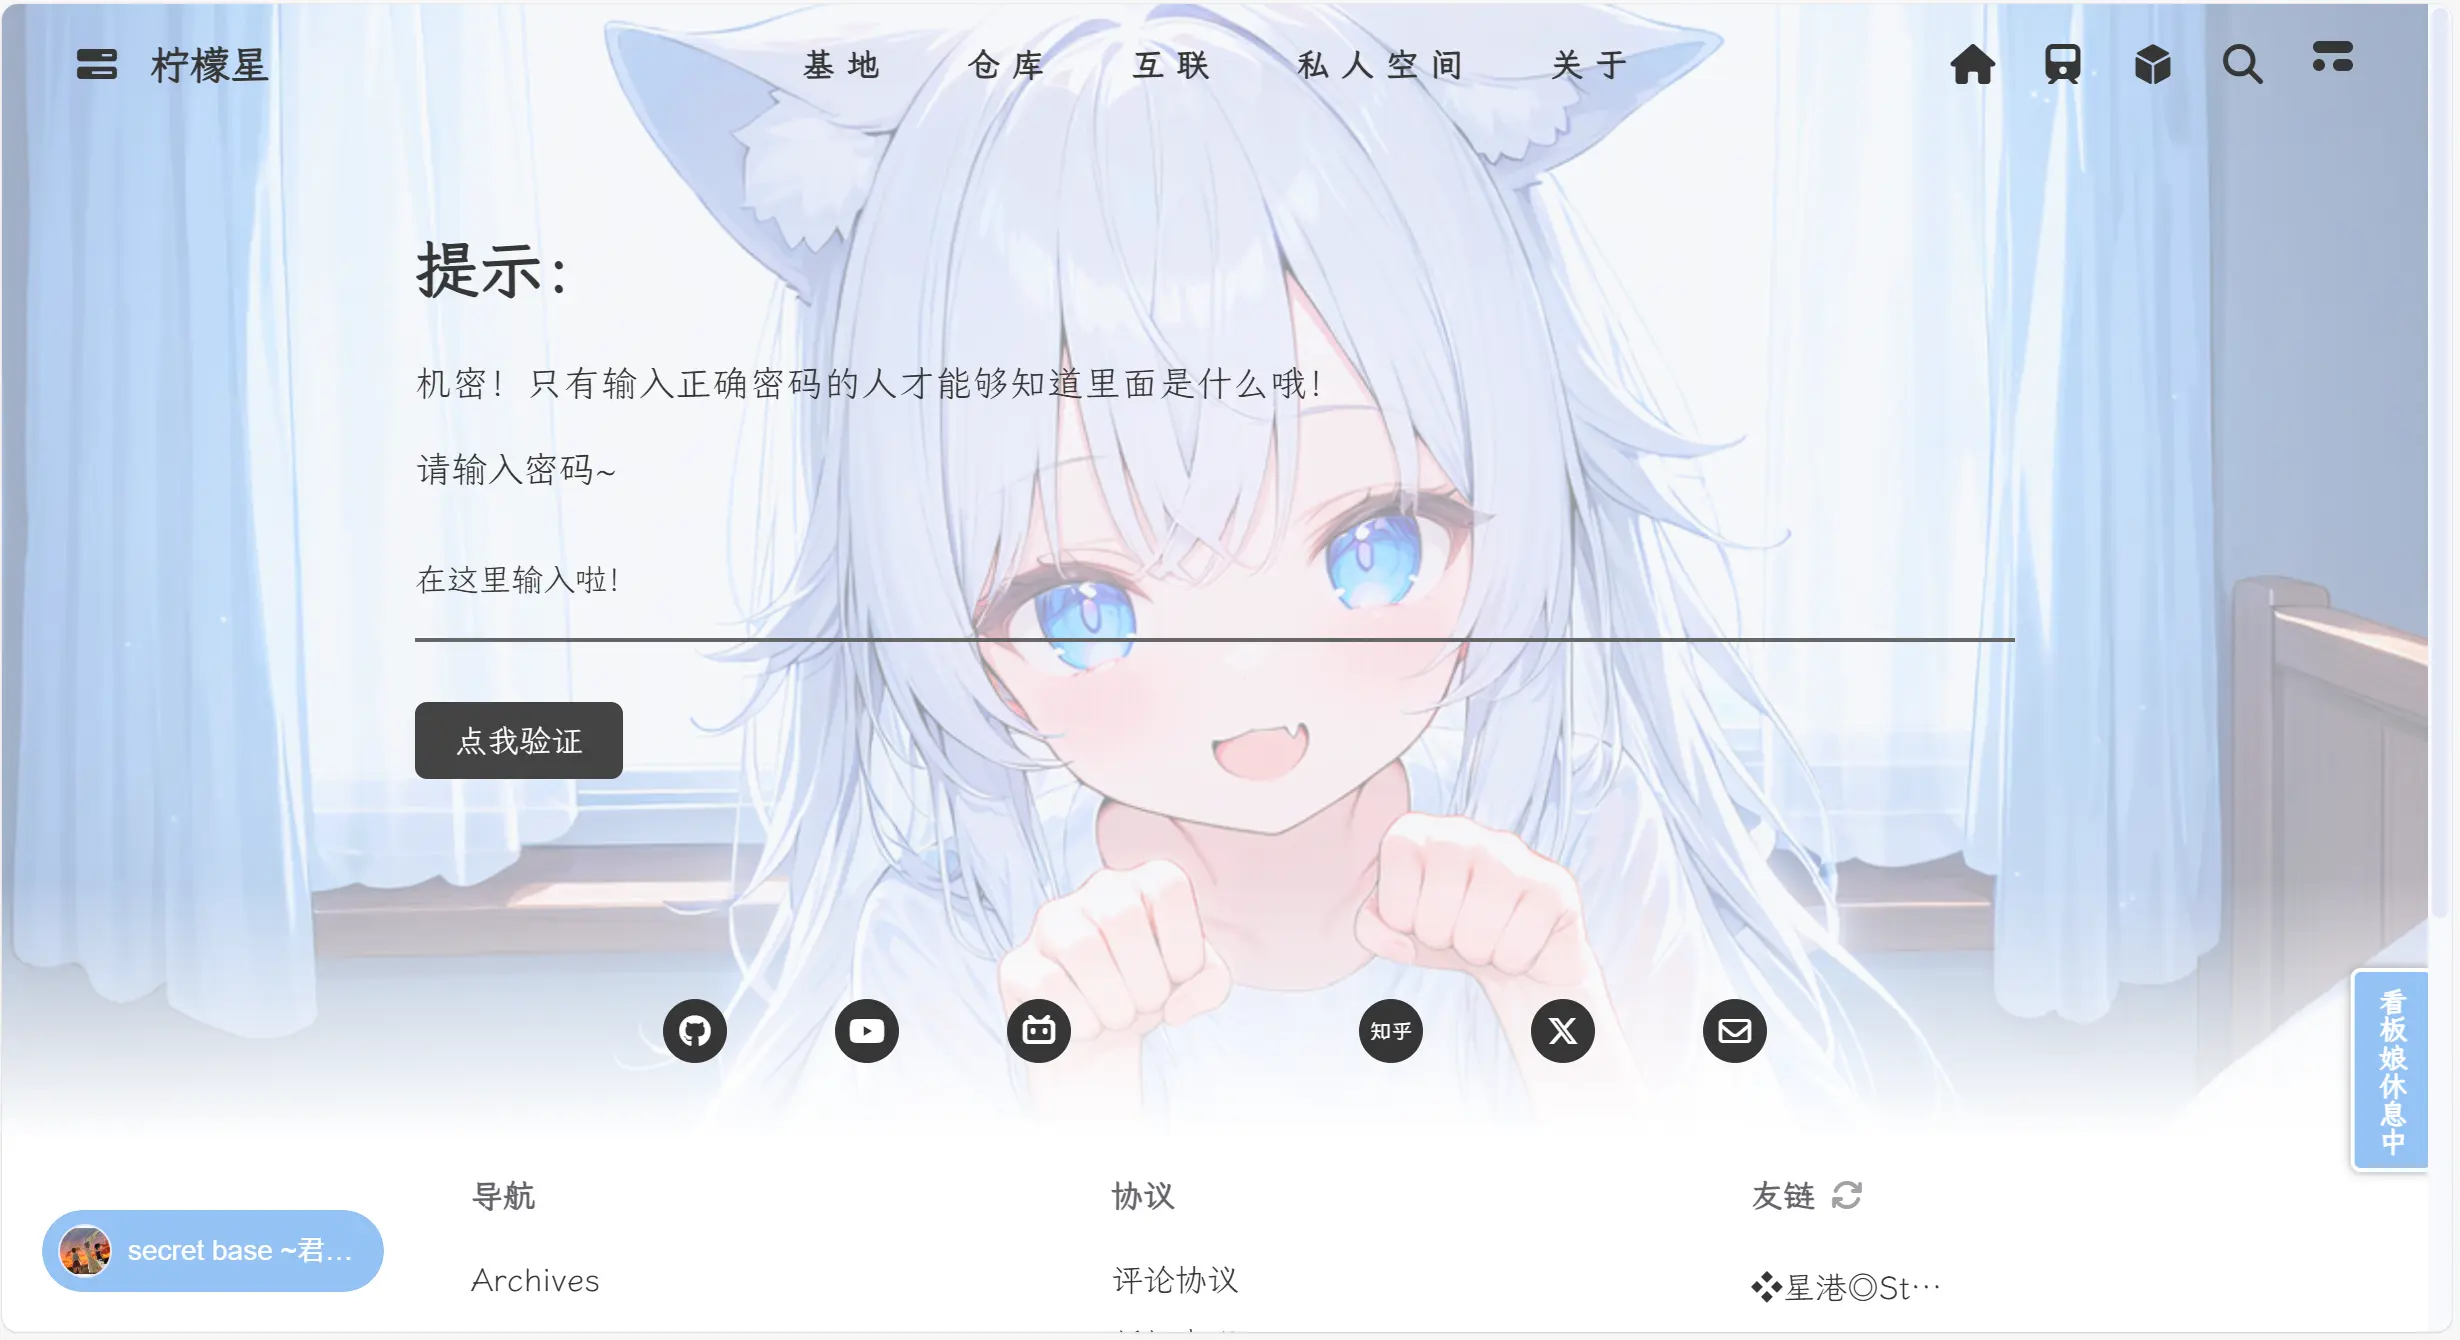 柠檬星
基地 仓库 互联 私人空间 关于
提示：
机密！只有输入正确密码的人才能够知道里面是什么哦！
请输入密码~
在这里输入啦！
点我验证
知乎
看板娘休息中
导航 协议 友链
secret base ~君...
Archives 评论协议 星港◎St···